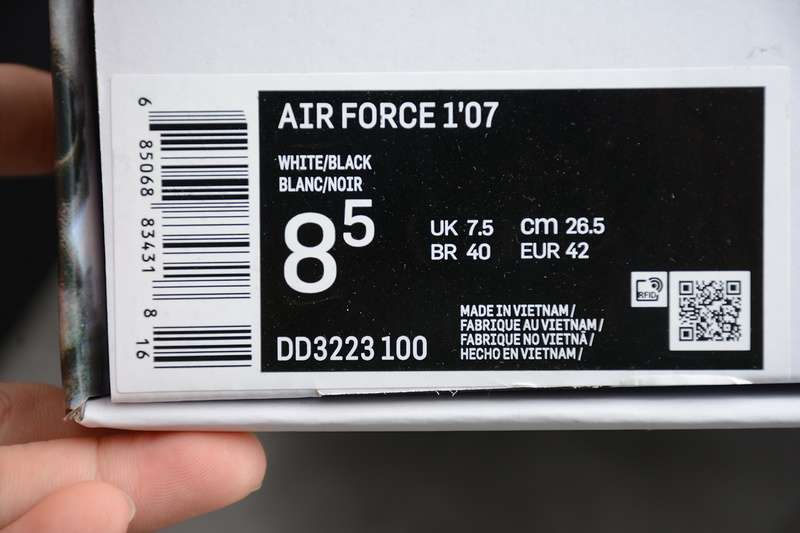 AIR FORCE 1'07
WHITE/BLACK
BLANC/NOIR
8 5
UK 7.5 cm 26.5
BR 40 EUR 42
RFID
DD3223 100
MADE IN VIETNAM /
FABRIQUE AU VIETNAM /
FABRIQUE NO VIETNÃ /
HECHO EN VIETNAM /
6 85068 83431 8 16